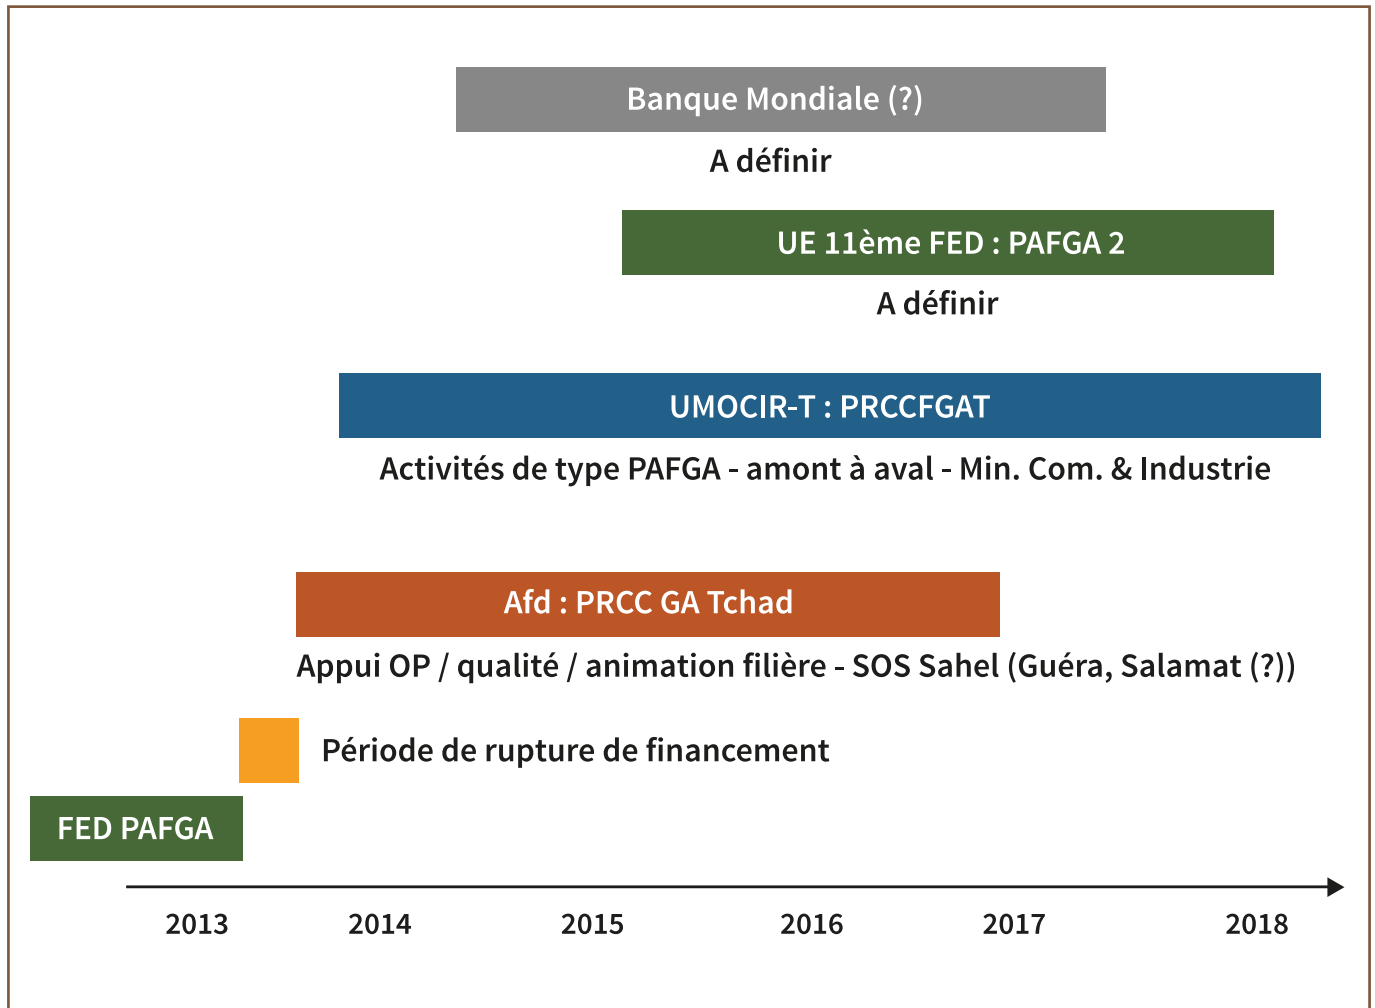 Banque Mondiale (?)
A définir
UE 11ème FED : PAFGA 2
A définir
UMOCIR-T : PRCCFGAT
Activités de type PAFGA - amont à aval - Min. Com. & Industrie
Afd : PRCC GA Tchad
Appui OP / qualité / animation filière - SOS Sahel (Guéra, Salamat (?))
Période de rupture de financement
FED PAFGA
2013 2014 2015 2016 2017 2018